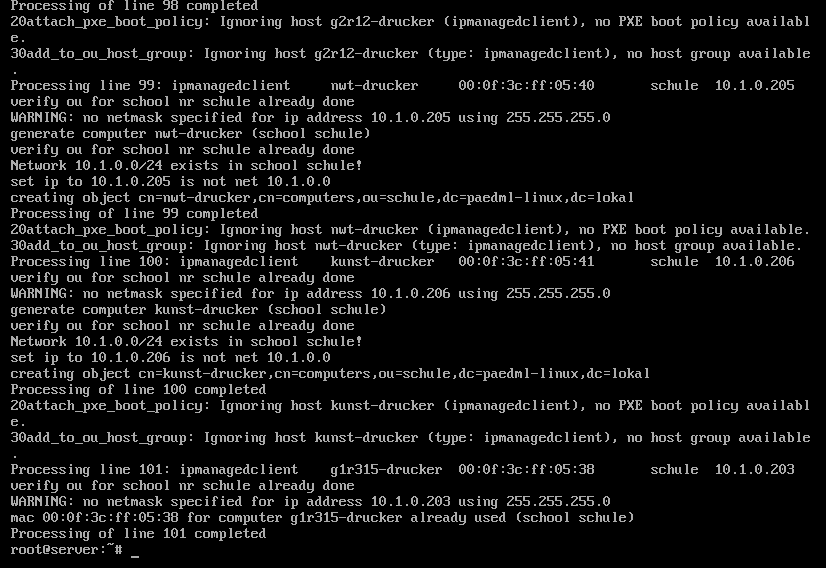 Processing of line 98 completed
20attach_pxe_boot_policy: Ignoring host g2r12-drucker (ipmanagedclient), no PXE boot policy availabl
e.
30add_to_ou_host_group: Ignoring host g2r12-drucker (type: ipmanagedclient), no host group available
.
Processing line 99: ipmanagedclient    nwt-drucker     00:0f:3c:ff:05:40       schule  10.1.0.205
verify ou for school nr schule already done
WARNING: no netmask specified for ip address 10.1.0.205 using 255.255.255.0
generate computer nwt-drucker (school schule)
verify ou for school nr schule already done
Network 10.1.0.0/24 exists in school schule!
set ip to 10.1.0.205 is not net 10.1.0.0
creating object cn=nwt-drucker,cn=computers,ou=schule,dc=paedml-linux,dc=lokal
Processing of line 99 completed
20attach_pxe_boot_policy: Ignoring host nwt-drucker (ipmanagedclient), no PXE boot policy available.
30add_to_ou_host_group: Ignoring host nwt-drucker (type: ipmanagedclient), no host group available.
Processing line 100: ipmanagedclient    kunst-drucker   00:0f:3c:ff:05:41       schule  10.1.0.206
verify ou for school nr schule already done
WARNING: no netmask specified for ip address 10.1.0.206 using 255.255.255.0
generate computer kunst-drucker (school schule)
verify ou for school nr schule already done
Network 10.1.0.0/24 exists in school schule!
set ip to 10.1.0.206 is not net 10.1.0.0
creating object cn=kunst-drucker,cn=computers,ou=schule,dc=paedml-linux,dc=lokal
Processing of line 100 completed
20attach_pxe_boot_policy: Ignoring host kunst-drucker (ipmanagedclient), no PXE boot policy availabl
e.
30add_to_ou_host_group: Ignoring host kunst-drucker (type: ipmanagedclient), no host group available
.
Processing line 101: ipmanagedclient    g1r315-drucker  00:0f:3c:ff:05:38       schule  10.1.0.203
verify ou for school nr schule already done
WARNING: no netmask specified for ip address 10.1.0.203 using 255.255.255.0
mac 00:0f:3c:ff:05:38 for computer g1r315-drucker already used (school schule)
Processing of line 101 completed
root@server:~# _